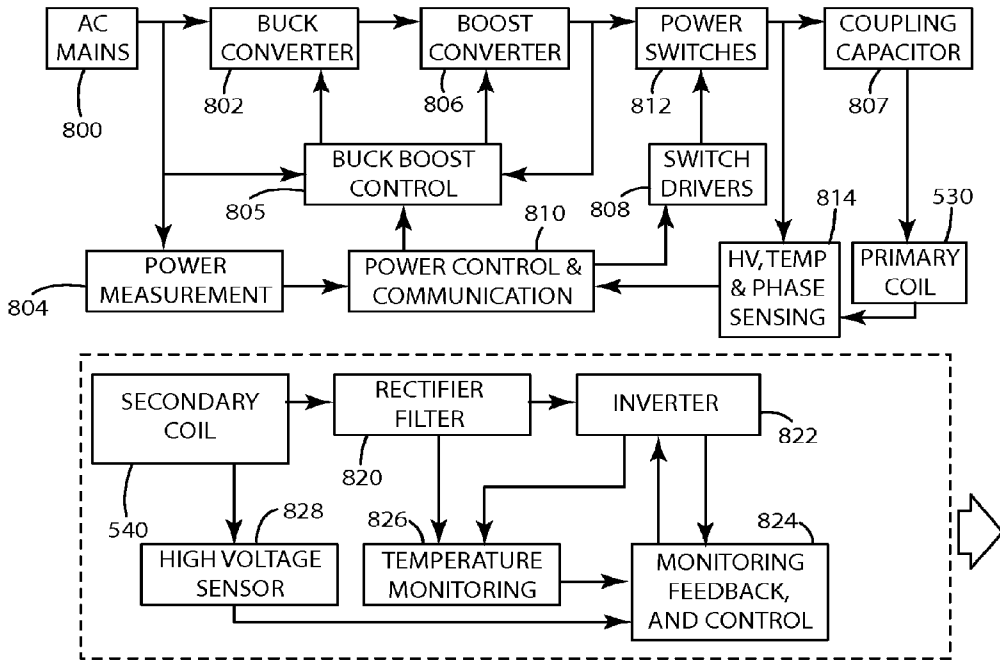 AC
MAINS
BUCK
CONVERTER
BOOST
CONVERTER
POWER
SWITCHES
COUPLING
CAPACITOR
800
802
806
812
807
BUCK BOOST
CONTROL
SWITCH
DRIVERS
805
810
808
814
530
POWER
MEASUREMENT
POWER CONTROL &
COMMUNICATION
HV, TEMP
& PHASE
SENSING
PRIMARY
COIL
804
SECONDARY
COIL
RECTIFIER
FILTER
INVERTER
820
822
540
828
826
824
HIGH VOLTAGE
SENSOR
TEMPERATURE
MONITORING
MONITORING
FEEDBACK,
AND CONTROL